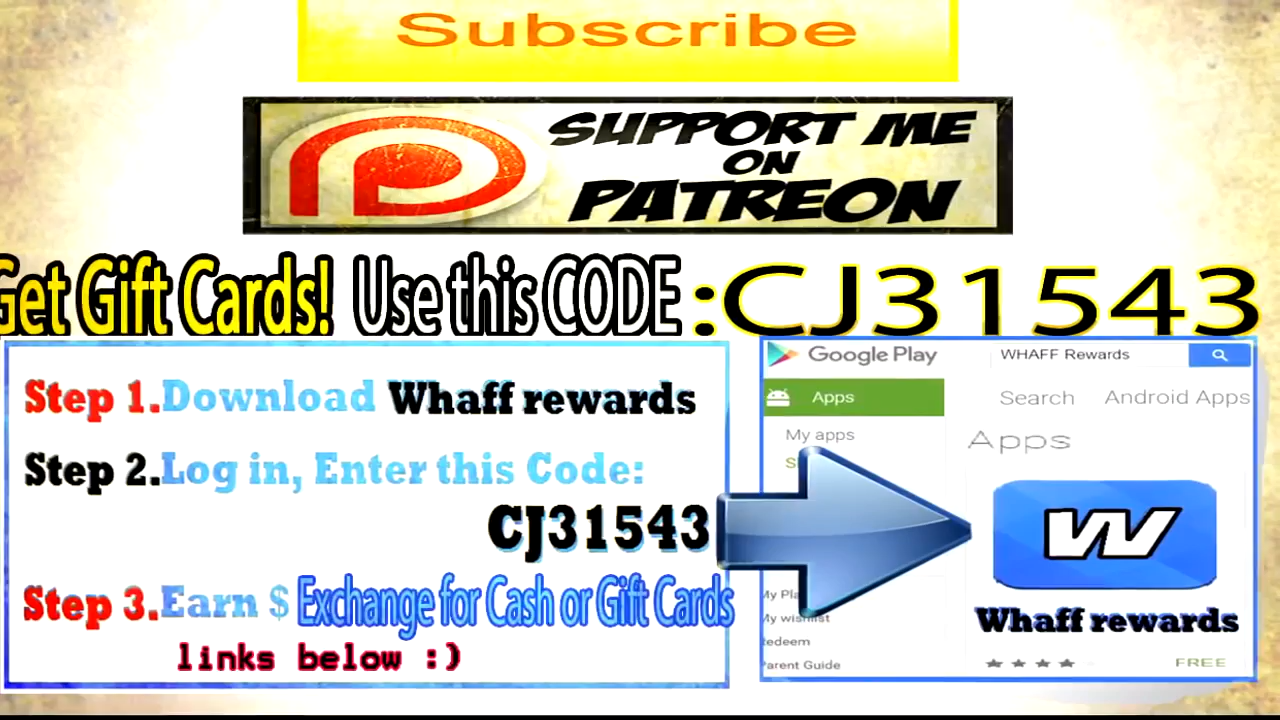 Subscribe
SUPPORT ME
ON
PATREON
Get Gift Cards! Use this CODE :CJ31543
Step 1.Download Whaff rewards
Step 2.Log in, Enter this Code:
CJ31543
Step 3.Earn $ Exchange for Cash or Gift Cards
links below :)
Google Play
WHAFF Rewards
Apps
Search Android Apps
My apps
Apps
W
Whaff rewards
My wishlist
Redeem
Parent Guide
FREE